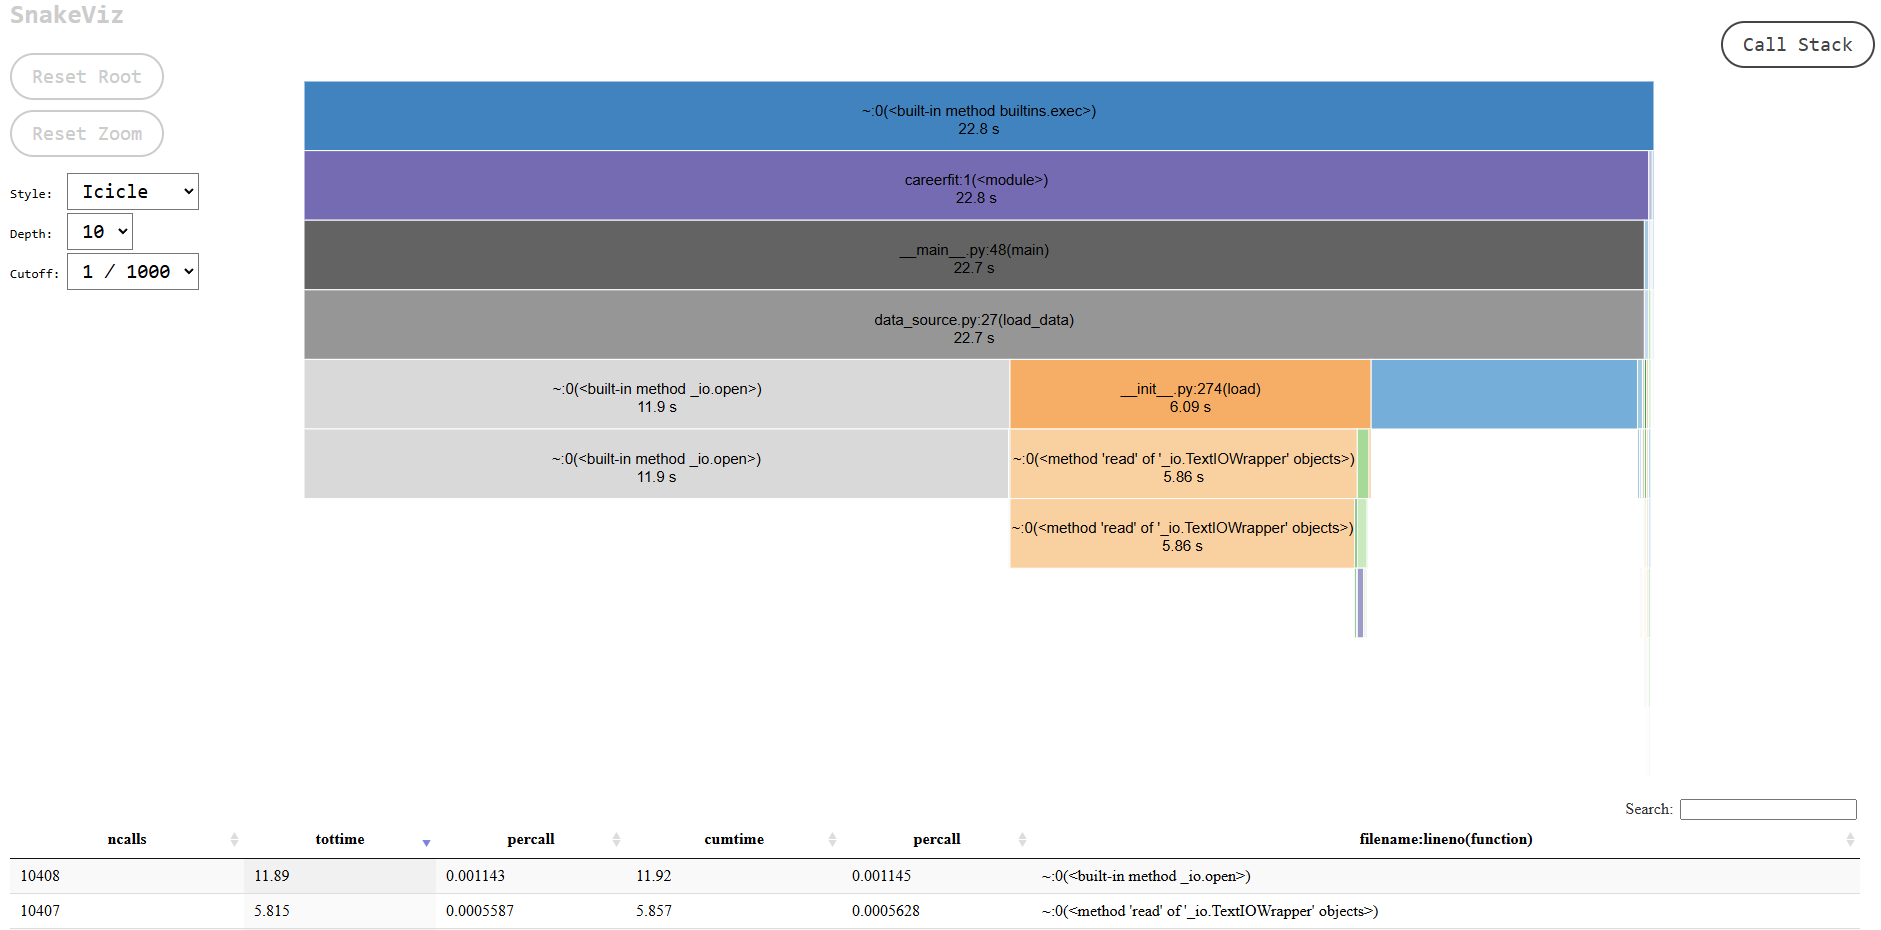 SnakeViz
Call Stack
Reset Root
Reset Zoom
Style: Icicle
Depth: 10
Cutoff: 1 / 1000
~:0(<built-in method builtins.exec>)
22.8 s
careerfit:1(<module>)
22.8 s
__main__.py:48(main)
22.7 s
data_source.py:27(load_data)
22.7 s
~:0(<built-in method _io.open>)
11.9 s
__init__.py:274(load)
6.09 s
~:0(<built-in method _io.open>)
11.9 s
~:0(<method 'read' of '_io.TextIOWrapper' objects>)
5.86 s
~:0(<method 'read' of '_io.TextIOWrapper' objects>)
5.86 s
Search:
ncalls tottime percall cumtime percall filename:lineno(function)
10408 11.89 0.001143 11.92 0.001145 ~:0(<built-in method _io.open>)
10407 5.815 0.0005587 5.857 0.0005628 ~:0(<method 'read' of '_io.TextIOWrapper' objects>)